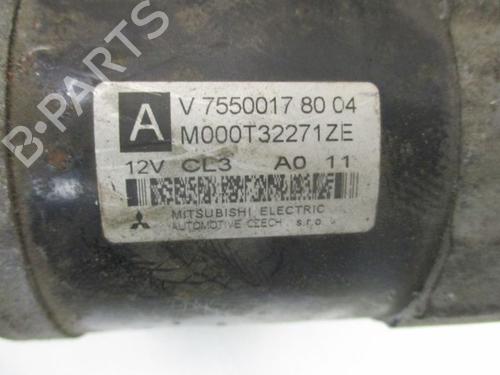 B-PARTS
A
V 7550017 80 04
M000T32271ZE
12V CL3 A0 11
MITSUBISHI ELECTRIC
AUTOMOTIVE CZECH s.r.o